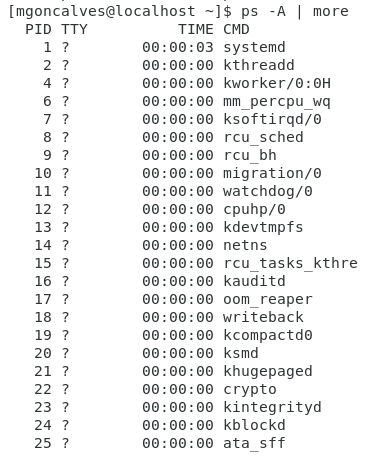 [mgoncalves@localhost ~]$ ps -A | more
  PID TTY          TIME CMD
    1 ?        00:00:03 systemd
    2 ?        00:00:00 kthreadd
    4 ?        00:00:00 kworker/0:0H
    6 ?        00:00:00 mm_percpu_wq
    7 ?        00:00:00 ksoftirqd/0
    8 ?        00:00:00 rcu_sched
    9 ?        00:00:00 rcu_bh
   10 ?        00:00:00 migration/0
   11 ?        00:00:00 watchdog/0
   12 ?        00:00:00 cpuhp/0
   13 ?        00:00:00 kdevtmpfs
   14 ?        00:00:00 netns
   15 ?        00:00:00 rcu_tasks_kthre
   16 ?        00:00:00 kauditd
   17 ?        00:00:00 oom_reaper
   18 ?        00:00:00 writeback
   19 ?        00:00:00 kcompactd0
   20 ?        00:00:00 ksmd
   21 ?        00:00:00 khugepaged
   22 ?        00:00:00 crypto
   23 ?        00:00:00 kintegrityd
   24 ?        00:00:00 kblockd
   25 ?        00:00:00 ata_sff